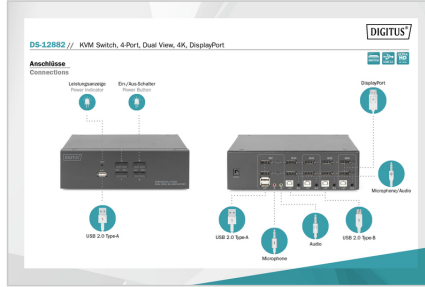 DIGITUS®
DS-12882 // KVM Switch, 4-Port, Dual View, 4K, DisplayPort
Anschlüsse
Connections
Leistungsanzeige
Power Indicator
Ein-/Aus-Schalter
Power Button
DisplayPort
DIGITUS
USB 2.0 Type-A
USB 2.0 Type-A
Microphone
Audio
USB 2.0 Type-B
Microphone/Audio